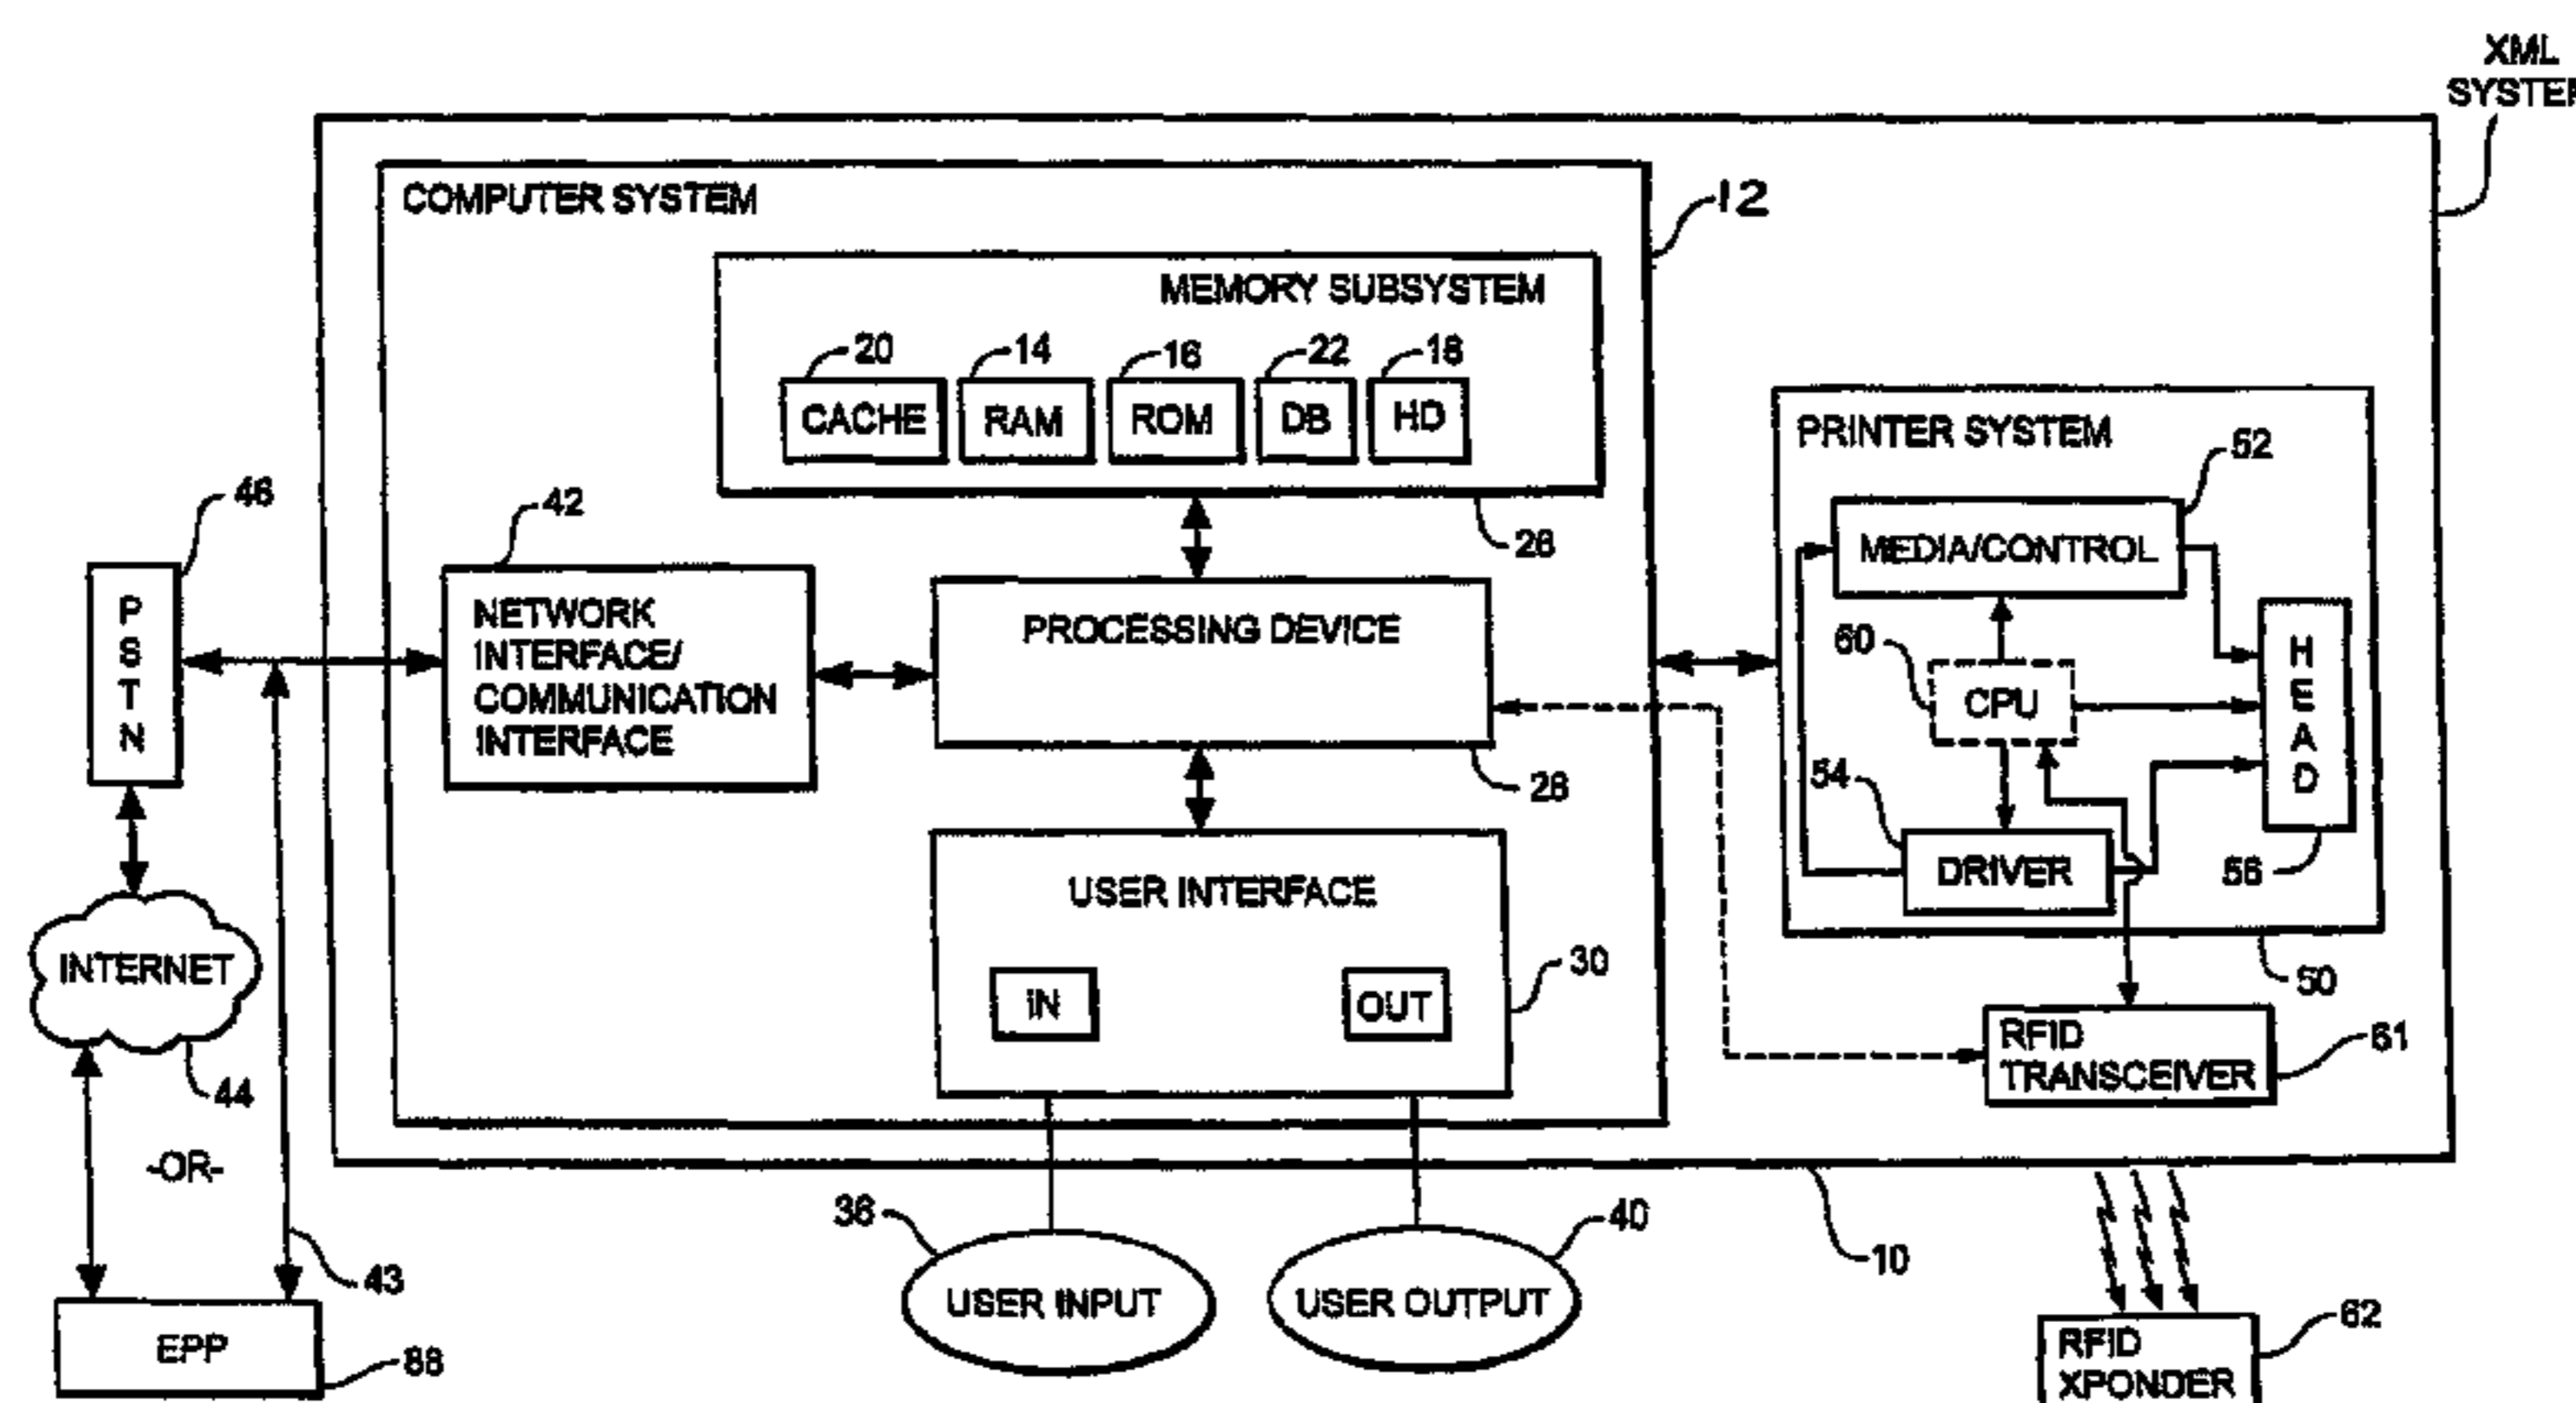 XML
SYSTEM
COMPUTER SYSTEM
12
MEMORY SUBSYSTEM
20
14
16
22
18
CACHE
RAM
ROM
DB
HD
PRINTER SYSTEM
52
46
42
26
MEDIA/CONTROL
P
S
T
N
NETWORK
INTERFACE/
COMMUNICATION
INTERFACE
PROCESSING DEVICE
60
CPU
H
E
A
D
28
54
DRIVER
56
USER INTERFACE
INTERNET
IN
OUT
30
50
RFID
TRANSCEIVER
61
44
-OR-
36
40
10
43
USER INPUT
USER OUTPUT
62
EPP
88
RFID
XPONDER